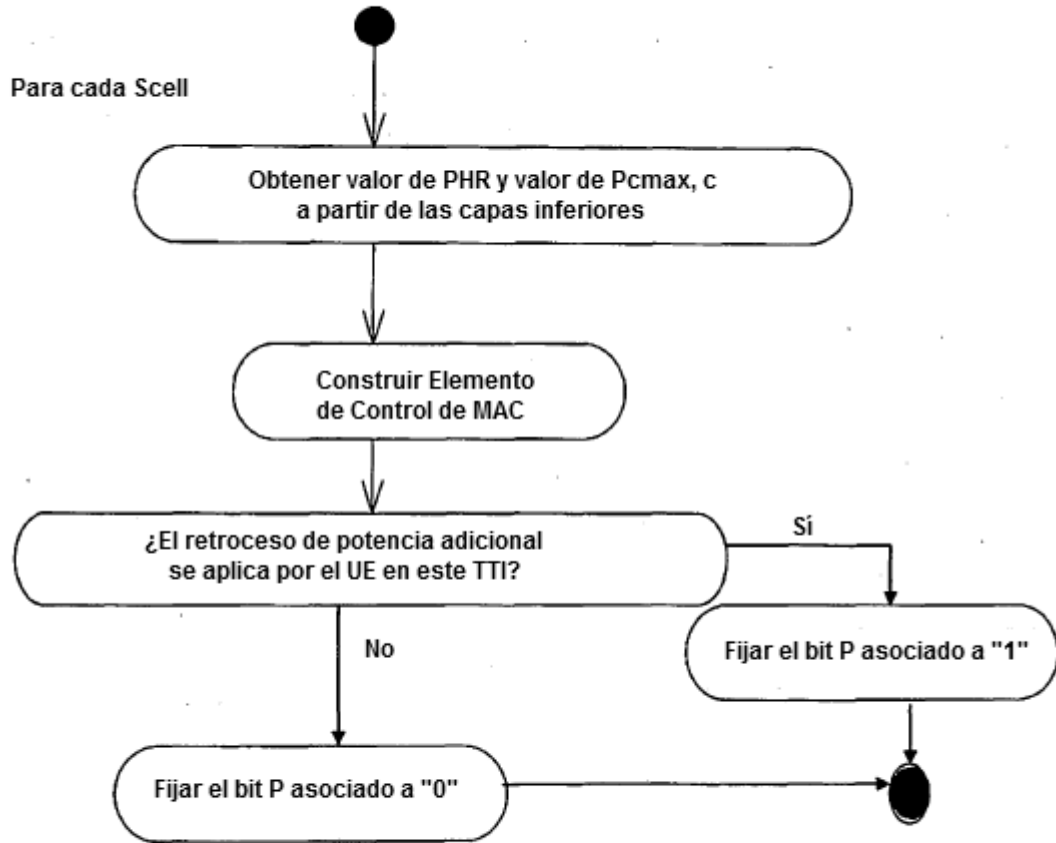 Para cada Scell
Obtener valor de PHR y valor de Pcmax, c
a partir de las capas inferiores
Construir Elemento
de Control de MAC
¿El retroceso de potencia adicional
se aplica por el UE en este TTI?
Sí
No
Fijar el bit P asociado a "1"
Fijar el bit P asociado a "0"